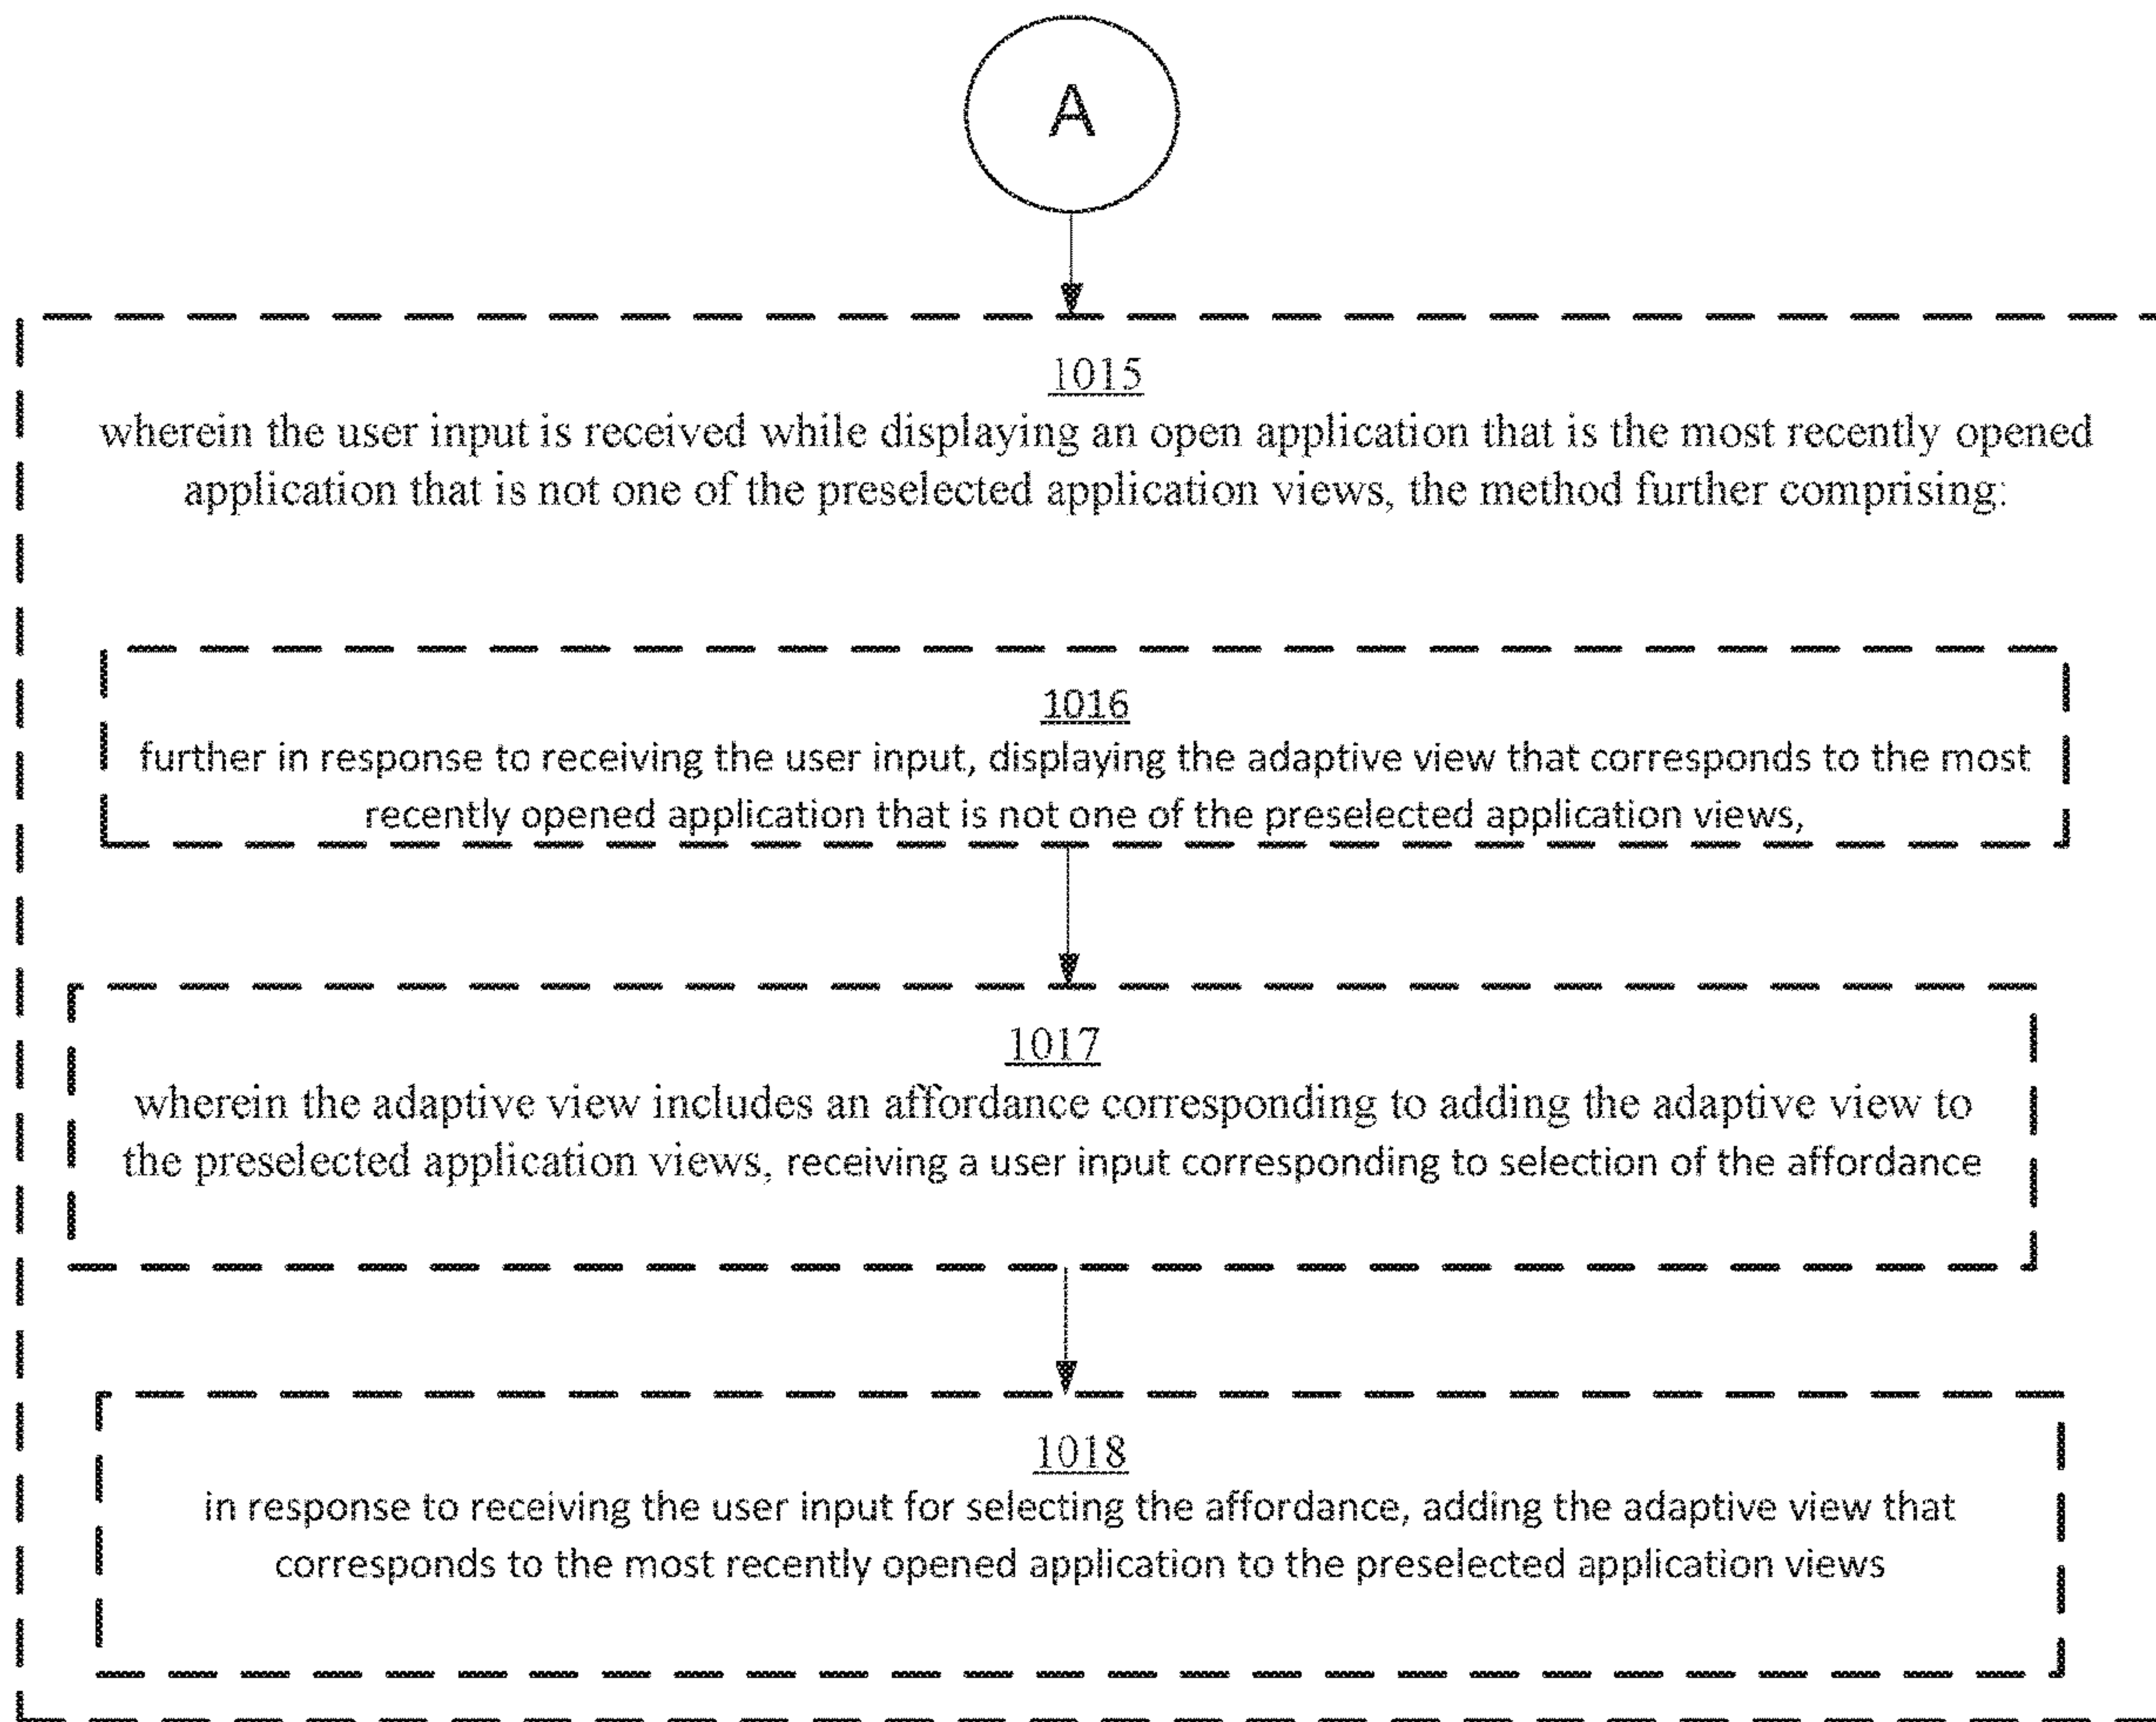 A
1015
wherein the user input is received while displaying an open application that is the most recently opened
application that is not one of the preselected application views, the method further comprising:
1016
further in response to receiving the user input, displaying the adaptive view that corresponds to the most
recently opened application that is not one of the preselected application views,
1017
wherein the adaptive view includes an affordance corresponding to adding the adaptive view to
the preselected application views, receiving a user input corresponding to selection of the affordance
1018
in response to receiving the user input for selecting the affordance, adding the adaptive view that
corresponds to the most recently opened application to the preselected application views